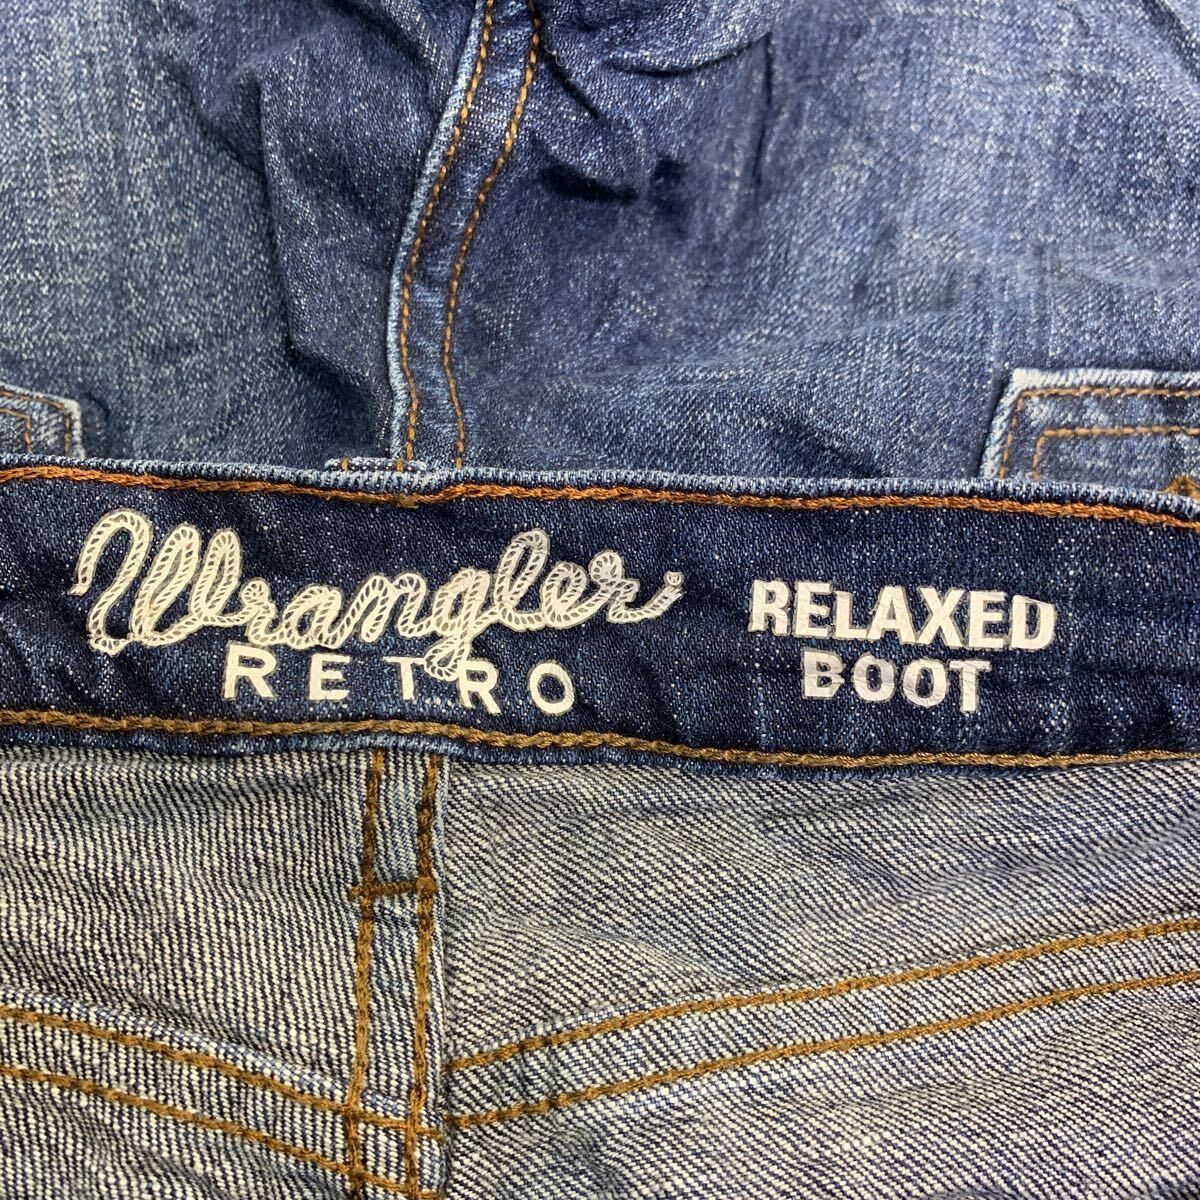 Wrangler
RETRO
RELAXED
BOOT